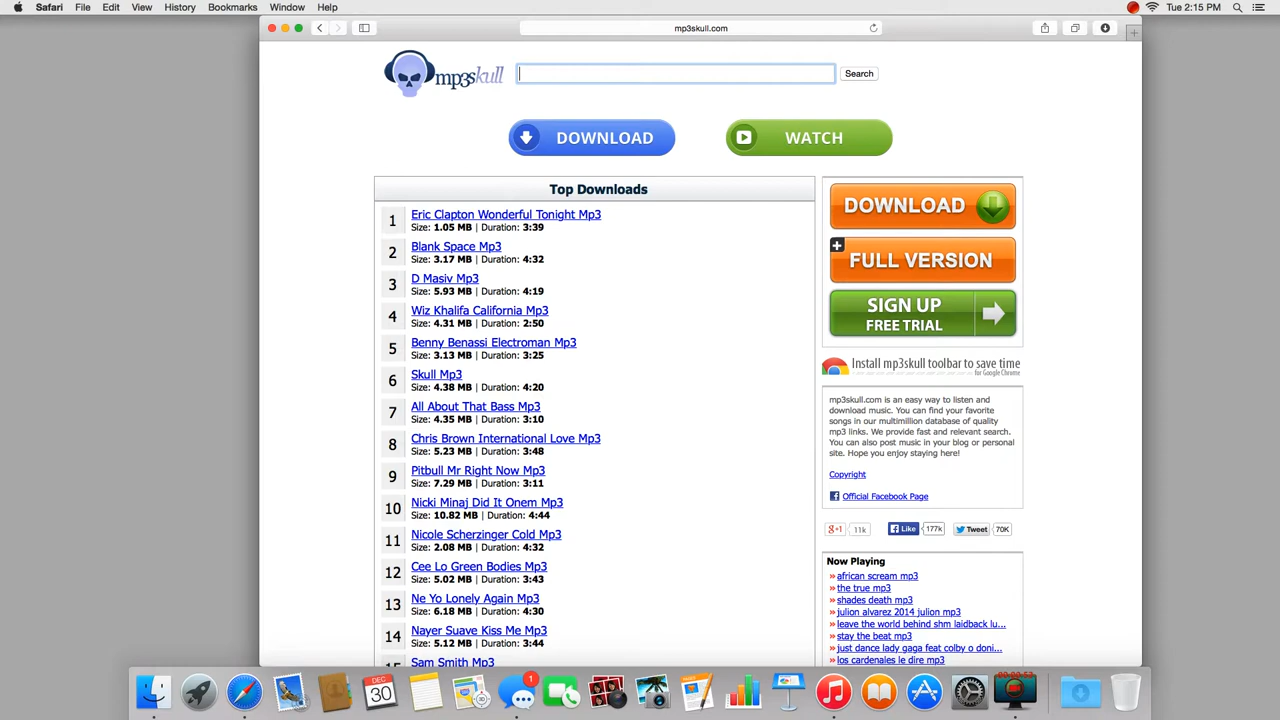 Safari File Edit View History Bookmarks Window Help Tue 2:15 PM
mp3skull.com
mp3skull Search
DOWNLOAD WATCH
Top Downloads
1 Eric Clapton Wonderful Tonight Mp3
Size: 1.05 MB | Duration: 3:39
2 Blank Space Mp3
Size: 3.17 MB | Duration: 4:32
3 D Masiv Mp3
Size: 5.93 MB | Duration: 4:19
4 Wiz Khalifa California Mp3
Size: 4.31 MB | Duration: 2:50
5 Benny Benassi Electroman Mp3
Size: 3.13 MB | Duration: 3:25
6 Skull Mp3
Size: 4.38 MB | Duration: 4:20
7 All About That Bass Mp3
Size: 4.35 MB | Duration: 3:10
8 Chris Brown International Love Mp3
Size: 5.23 MB | Duration: 3:48
9 Pitbull Mr Right Now Mp3
Size: 7.29 MB | Duration: 3:11
10 Nicki Minaj Did It Onem Mp3
Size: 10.82 MB | Duration: 4:44
11 Nicole Scherzinger Cold Mp3
Size: 2.08 MB | Duration: 4:32
12 Cee Lo Green Bodies Mp3
Size: 5.02 MB | Duration: 3:43
13 Ne Yo Lonely Again Mp3
Size: 6.18 MB | Duration: 4:30
14 Nayer Suave Kiss Me Mp3
Size: 5.12 MB | Duration: 3:44
Sam Smith Mp3
DOWNLOAD
FULL VERSION
SIGN UP
FREE TRIAL
Install mp3skull toolbar to save time
for Google Chrome
mp3skull.com is an easy way to listen and
download music. You can find your favorite
songs in our multimillion database of quality
mp3 links. We provide fast and relevant search.
You can also post music in your blog or personal
site. Hope you enjoy staying here!
Copyright
Official Facebook Page
g+1 11k Like 177k Tweet 70K
Now Playing
» african scream mp3
» the true mp3
» shades death mp3
» julion alvarez 2014 julion mp3
» leave the world behind shm laidback lu...
» stay the beat mp3
» just dance lady gaga feat colby o doni...
» los cardenales le dire mp3
DEC
30
1